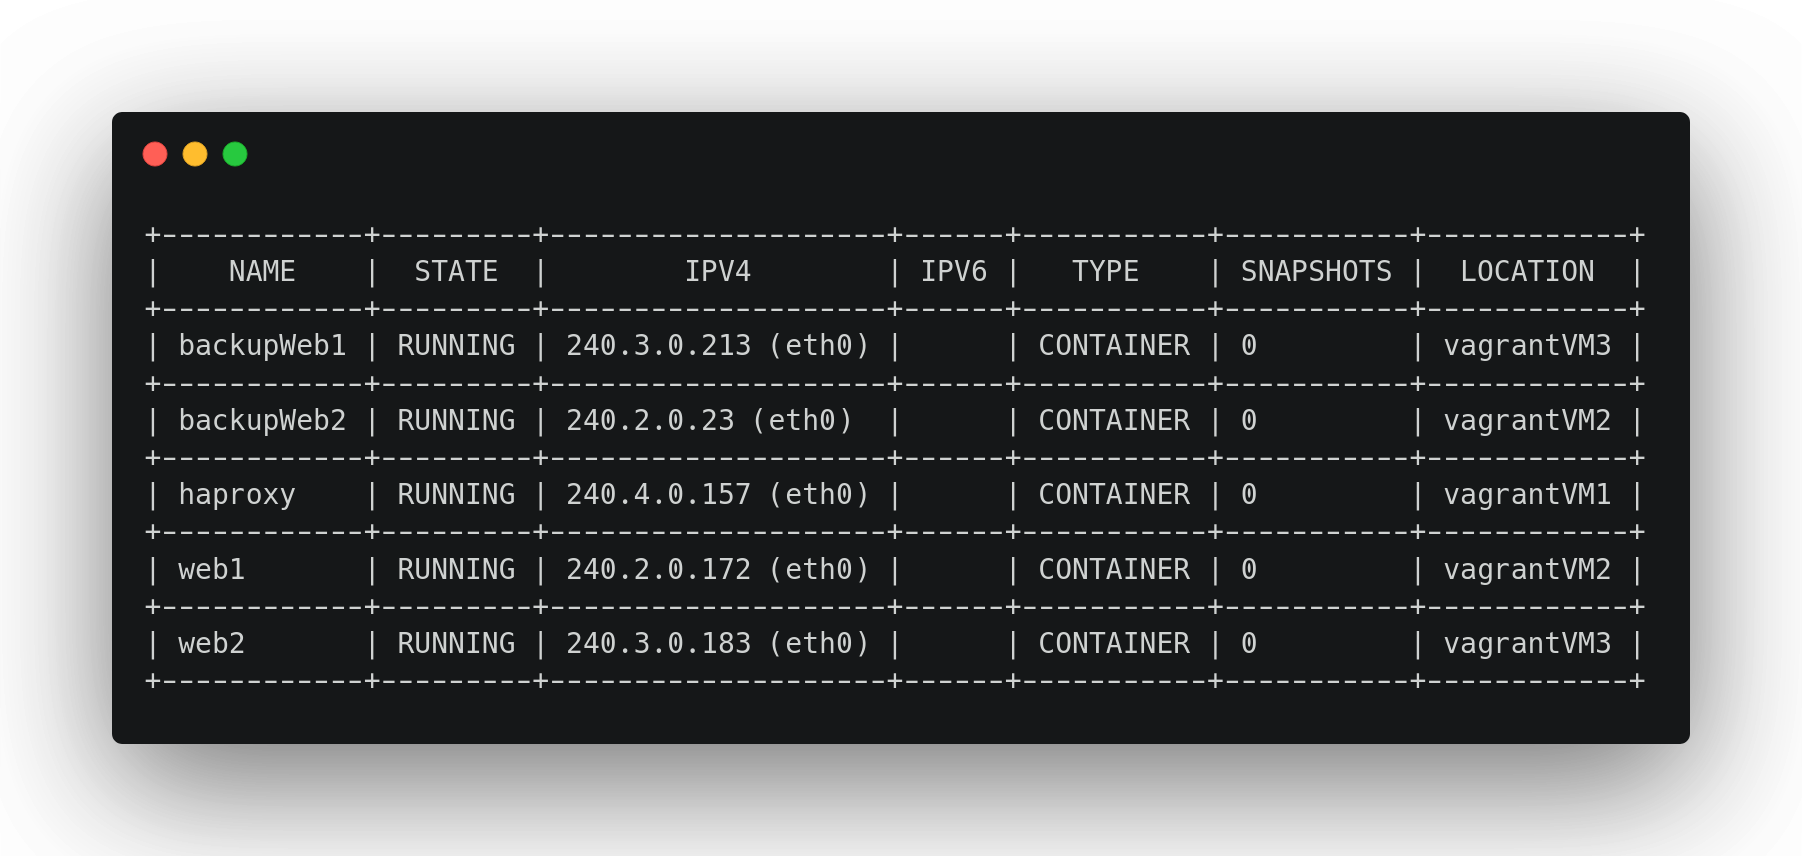 +------------+---------+--------------------+------+-----------+-----------+------------+
|    NAME    |  STATE  |        IPV4        | IPV6 |   TYPE    | SNAPSHOTS |  LOCATION  |
+------------+---------+--------------------+------+-----------+-----------+------------+
| backupWeb1 | RUNNING | 240.3.0.213 (eth0) |      | CONTAINER | 0         | vagrantVM3 |
+------------+---------+--------------------+------+-----------+-----------+------------+
| backupWeb2 | RUNNING | 240.2.0.23 (eth0)  |      | CONTAINER | 0         | vagrantVM2 |
+------------+---------+--------------------+------+-----------+-----------+------------+
| haproxy    | RUNNING | 240.4.0.157 (eth0) |      | CONTAINER | 0         | vagrantVM1 |
+------------+---------+--------------------+------+-----------+-----------+------------+
| web1       | RUNNING | 240.2.0.172 (eth0) |      | CONTAINER | 0         | vagrantVM2 |
+------------+---------+--------------------+------+-----------+-----------+------------+
| web2       | RUNNING | 240.3.0.183 (eth0) |      | CONTAINER | 0         | vagrantVM3 |
+------------+---------+--------------------+------+-----------+-----------+------------+